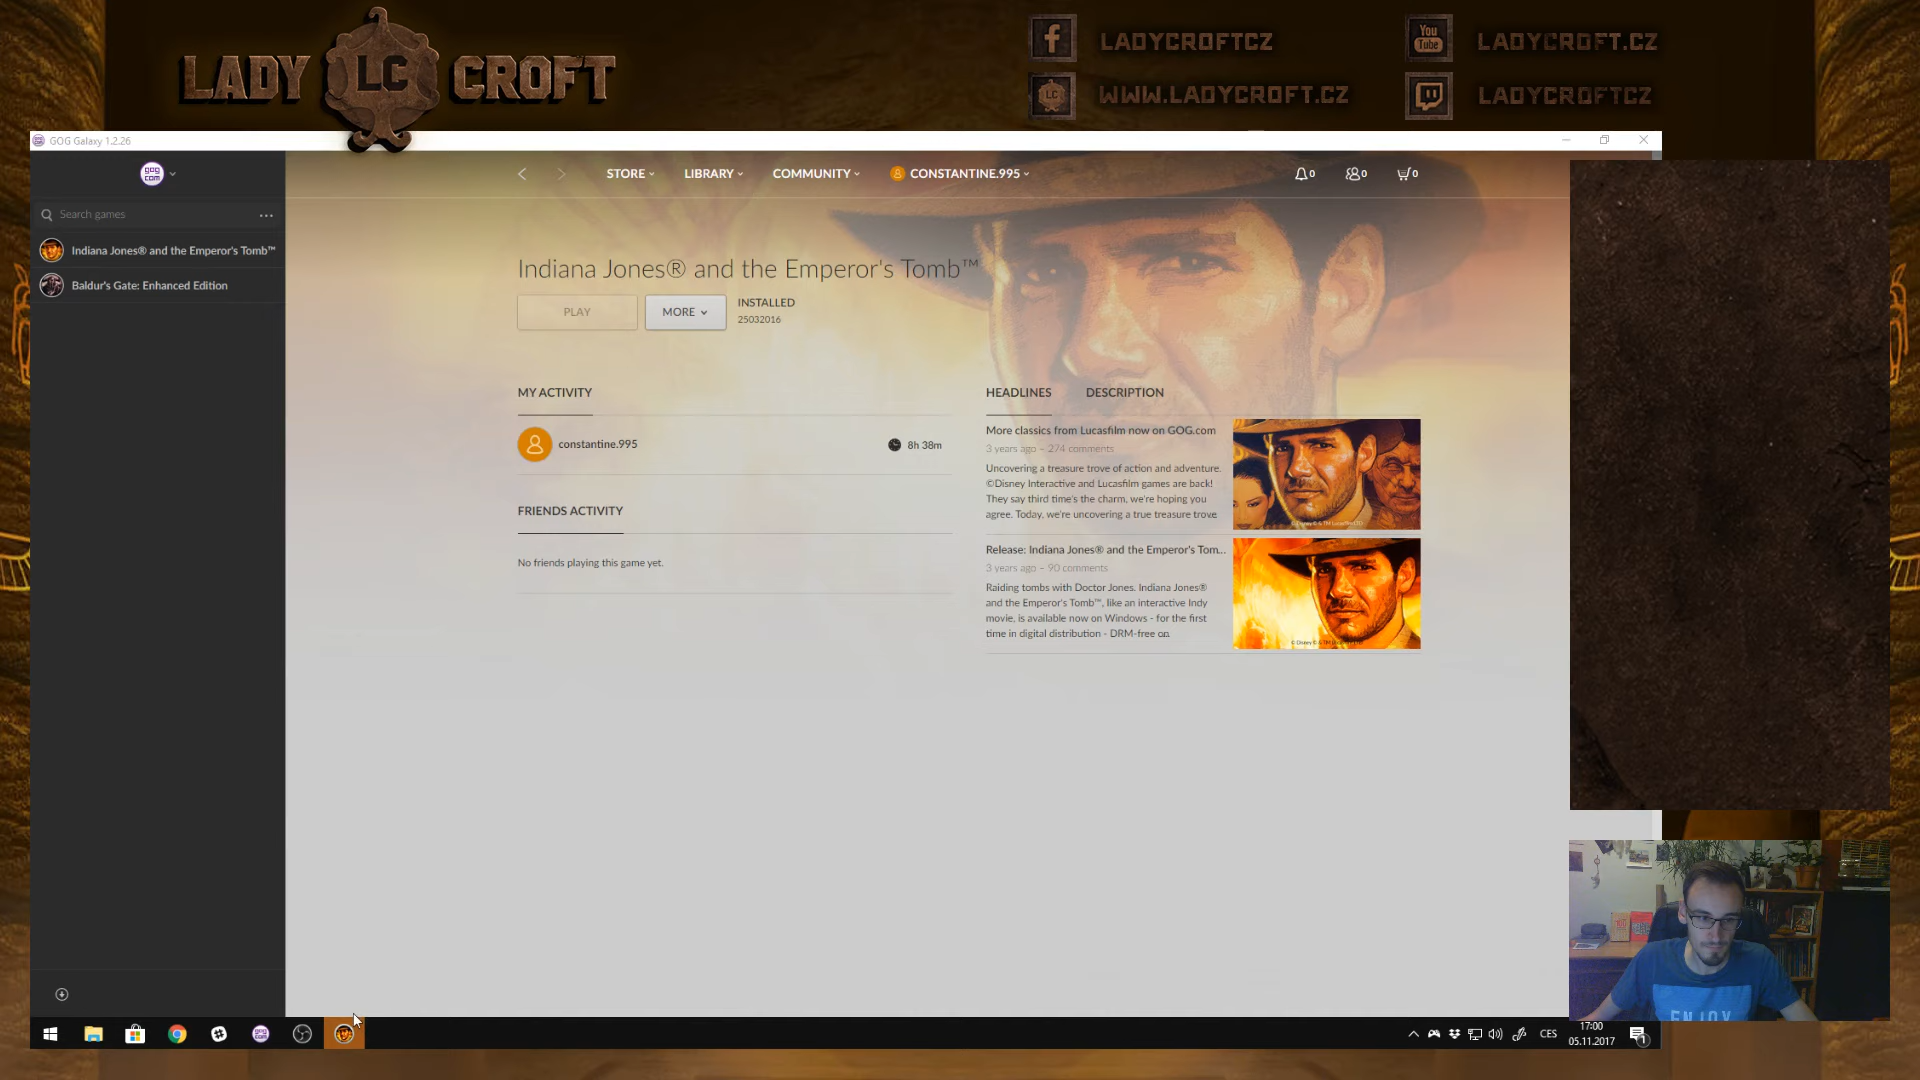 LADY LC CROFT
LADYCROFTCZ
You Tube
LADYCROFT.CZ
LC
WWW.LADYCROFT.CZ
LADYCROFTCZ
GOG Galaxy 1.2.26
gog com
STORE
LIBRARY
COMMUNITY
CONSTANTINE.995
0
0
0
Search games
Indiana Jones® and the Emperor's Tomb™
Baldur's Gate: Enhanced Edition
Indiana Jones® and the Emperor's Tomb™
PLAY
MORE
INSTALLED
25032016
MY ACTIVITY
constantine.995
8h 38m
FRIENDS ACTIVITY
No friends playing this game yet.
HEADLINES
DESCRIPTION
More classics from Lucasfilm now on GOG.com
3 years ago – 274 comments
Uncovering a treasure trove of action and adventure.
©Disney Interactive and Lucasfilm games are back!
They say third time's the charm, we're hoping you
agree. Today, we're uncovering a true treasure trove
Release: Indiana Jones® and the Emperor's Tom...
3 years ago – 90 comments
Raiding tombs with Doctor Jones. Indiana Jones®
and the Emperor's Tomb™, like an interactive Indy
movie, is available now on Windows - for the first
time in digital distribution - DRM-free on
ENJOY
CES
17:00
05.11.2017
1